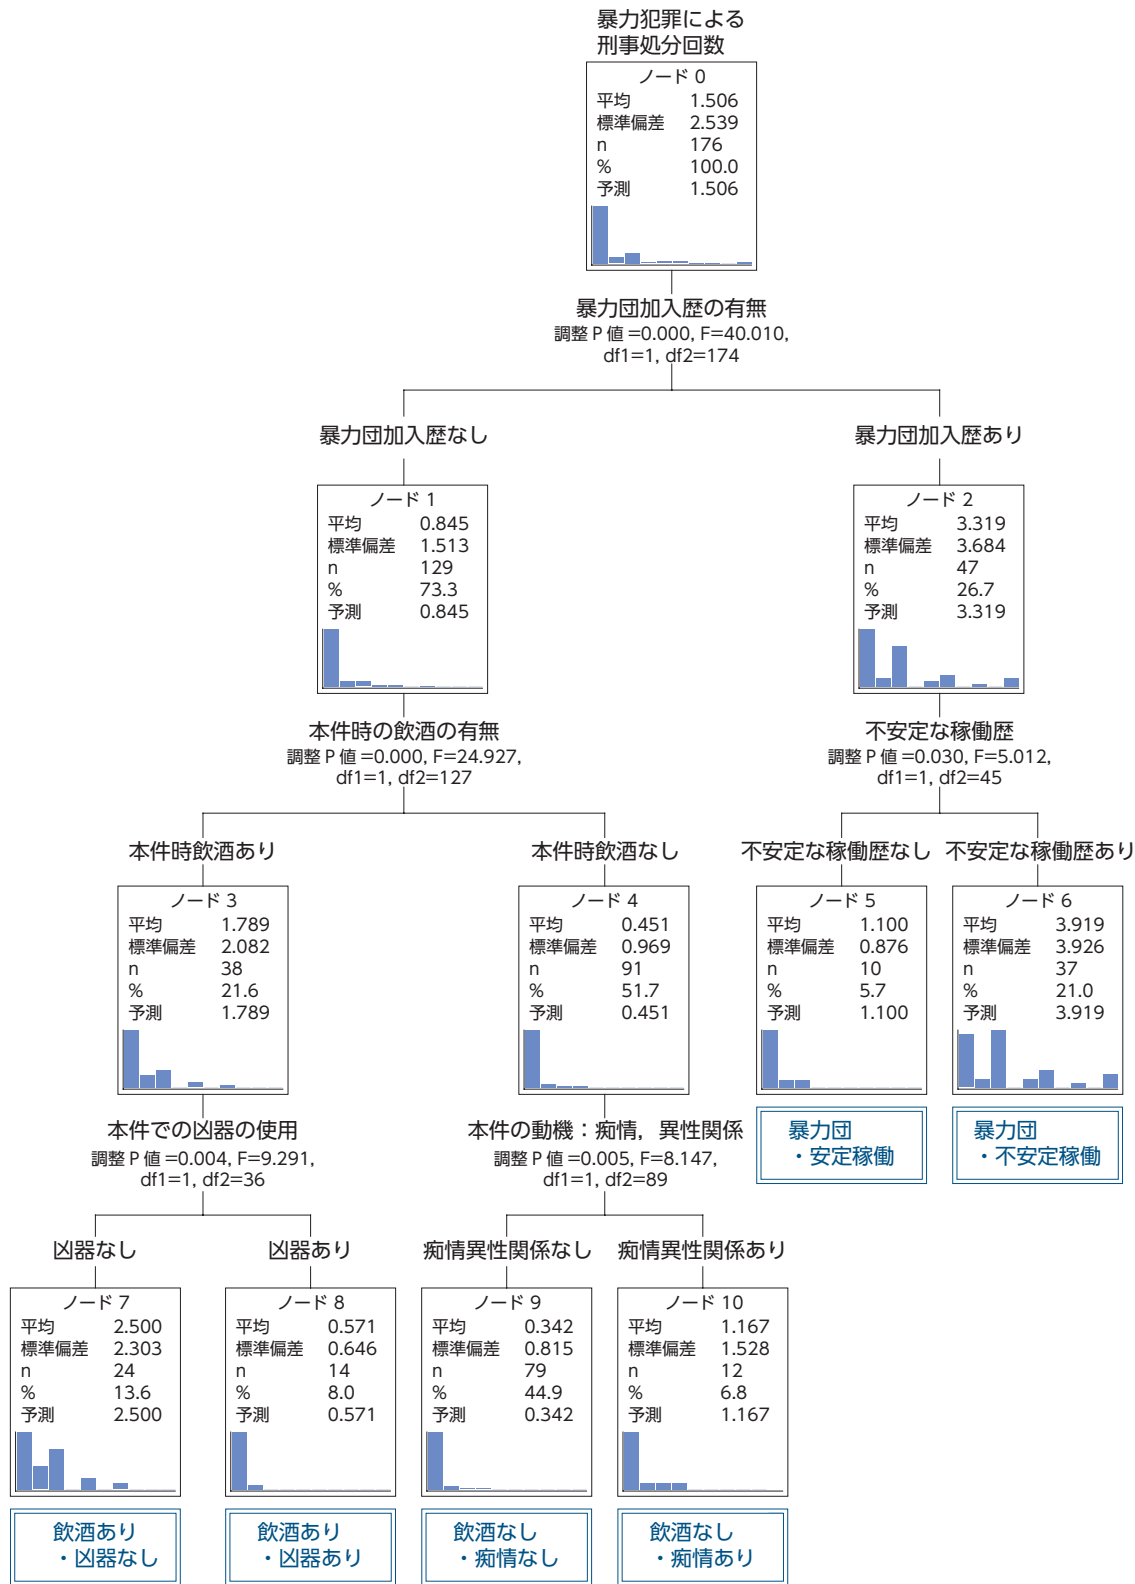 暴力犯罪による
刑事処分回数
ノード 0
平均 1.506
標準偏差 2.539
n 176
% 100.0
予測 1.506
暴力団加入歴の有無
調整 P 値 =0.000, F=40.010,
df1=1, df2=174
暴力団加入歴なし
暴力団加入歴あり
ノード 1
平均 0.845
標準偏差 1.513
n 129
% 73.3
予測 0.845
ノード 2
平均 3.319
標準偏差 3.684
n 47
% 26.7
予測 3.319
本件時の飲酒の有無
調整 P 値 =0.000, F=24.927,
df1=1, df2=127
不安定な稼働歴
調整 P 値 =0.030, F=5.012,
df1=1, df2=45
本件時飲酒あり
本件時飲酒なし
不安定な稼働歴なし
不安定な稼働歴あり
ノード 3
平均 1.789
標準偏差 2.082
n 38
% 21.6
予測 1.789
ノード 4
平均 0.451
標準偏差 0.969
n 91
% 51.7
予測 0.451
ノード 5
平均 1.100
標準偏差 0.876
n 10
% 5.7
予測 1.100
ノード 6
平均 3.919
標準偏差 3.926
n 37
% 21.0
予測 3.919
本件での凶器の使用
調整 P 値 =0.004, F=9.291,
df1=1, df2=36
本件の動機：痴情，異性関係
調整 P 値 =0.005, F=8.147,
df1=1, df2=89
暴力団
・安定稼働
暴力団
・不安定稼働
凶器なし
凶器あり
痴情異性関係なし
痴情異性関係あり
ノード 7
平均 2.500
標準偏差 2.303
n 24
% 13.6
予測 2.500
ノード 8
平均 0.571
標準偏差 0.646
n 14
% 8.0
予測 0.571
ノード 9
平均 0.342
標準偏差 0.815
n 79
% 44.9
予測 0.342
ノード 10
平均 1.167
標準偏差 1.528
n 12
% 6.8
予測 1.167
飲酒あり
・凶器なし
飲酒あり
・凶器あり
飲酒なし
・痴情なし
飲酒なし
・痴情あり